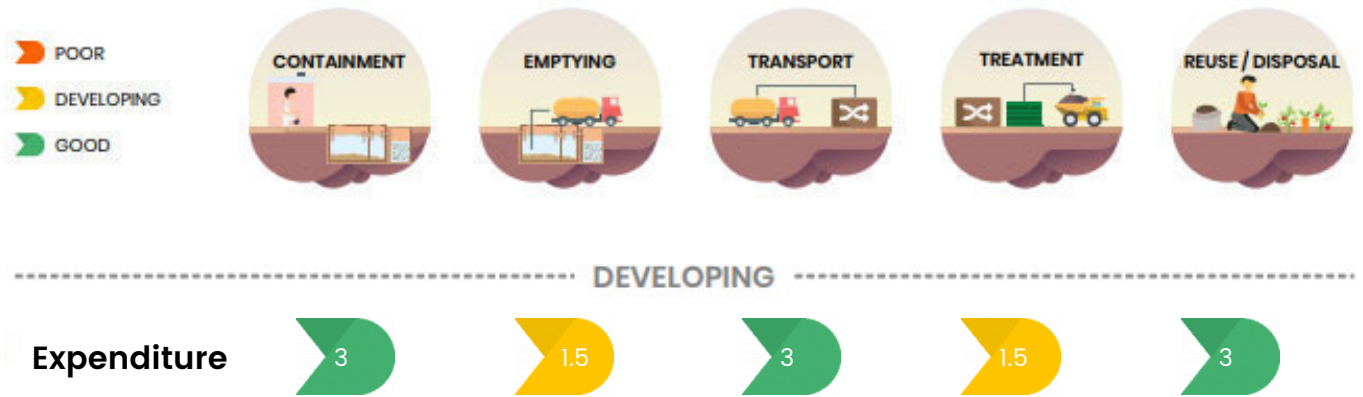 POOR
DEVELOPING
GOOD
CONTAINMENT
EMPTYING
TRANSPORT
TREATMENT
REUSE / DISPOSAL
DEVELOPING
Expenditure
3
1.5
3
1.5
3